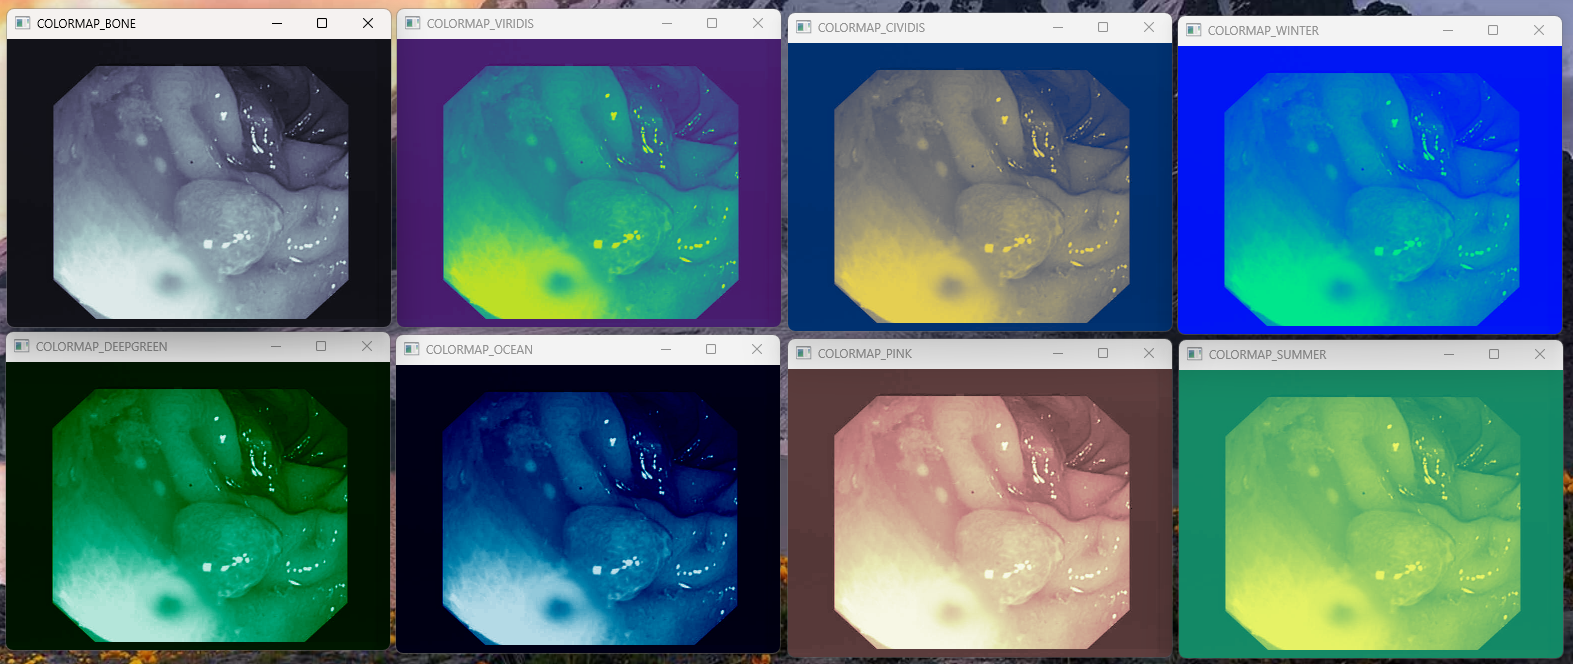 COLORMAP_BONE
COLORMAP_VIRIDIS
COLORMAP_CIVIDIS
COLORMAP_WINTER
COLORMAP_DEEPGREEN
COLORMAP_OCEAN
COLORMAP_PINK
COLORMAP_SUMMER